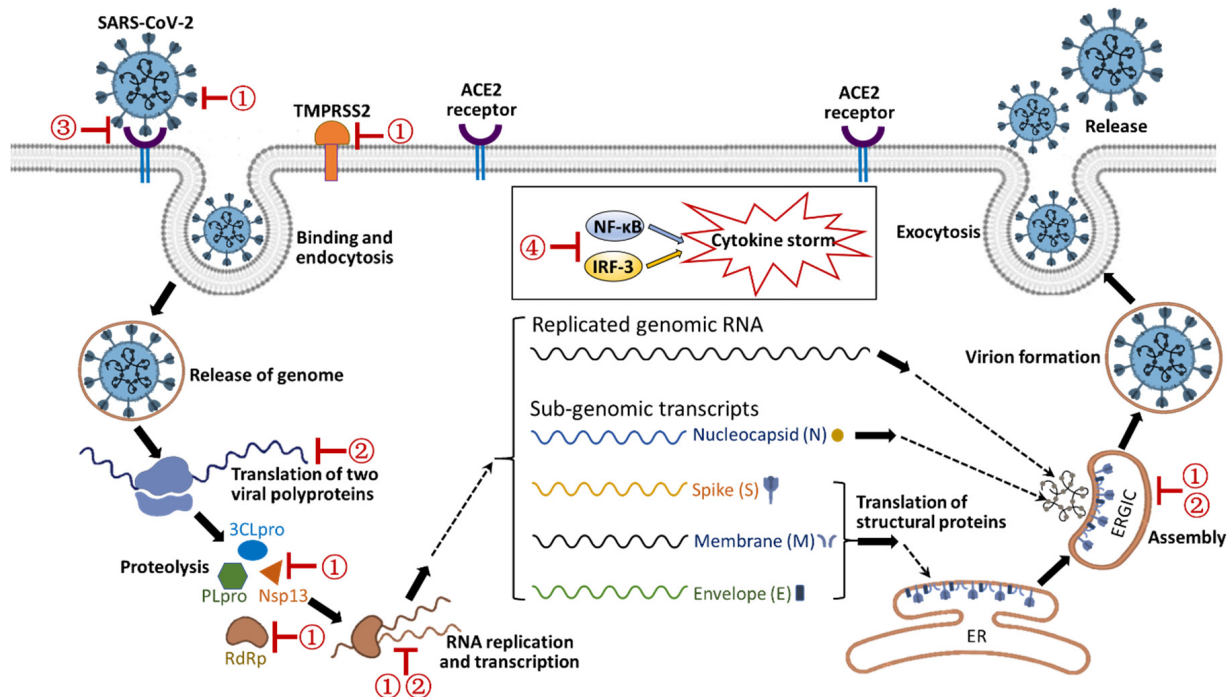 SARS-CoV-2
①
③
TMPRSS2
①
ACE2
receptor
ACE2
receptor
Release
Binding and
endocytosis
④
NF-κB
IRF-3
Cytokine storm
Exocytosis
Release of genome
Replicated genomic RNA
Virion formation
Sub-genomic transcripts
Nucleocapsid (N)
②
Translation of two
viral polyproteins
Spike (S)
Translation of
structural proteins
Membrane (M)
Envelope (E)
ERGIC
①
②
Assembly
3CLpro
Proteolysis
PLpro
Nsp13
①
RdRp
①
RNA replication
and transcription
① ②
ER